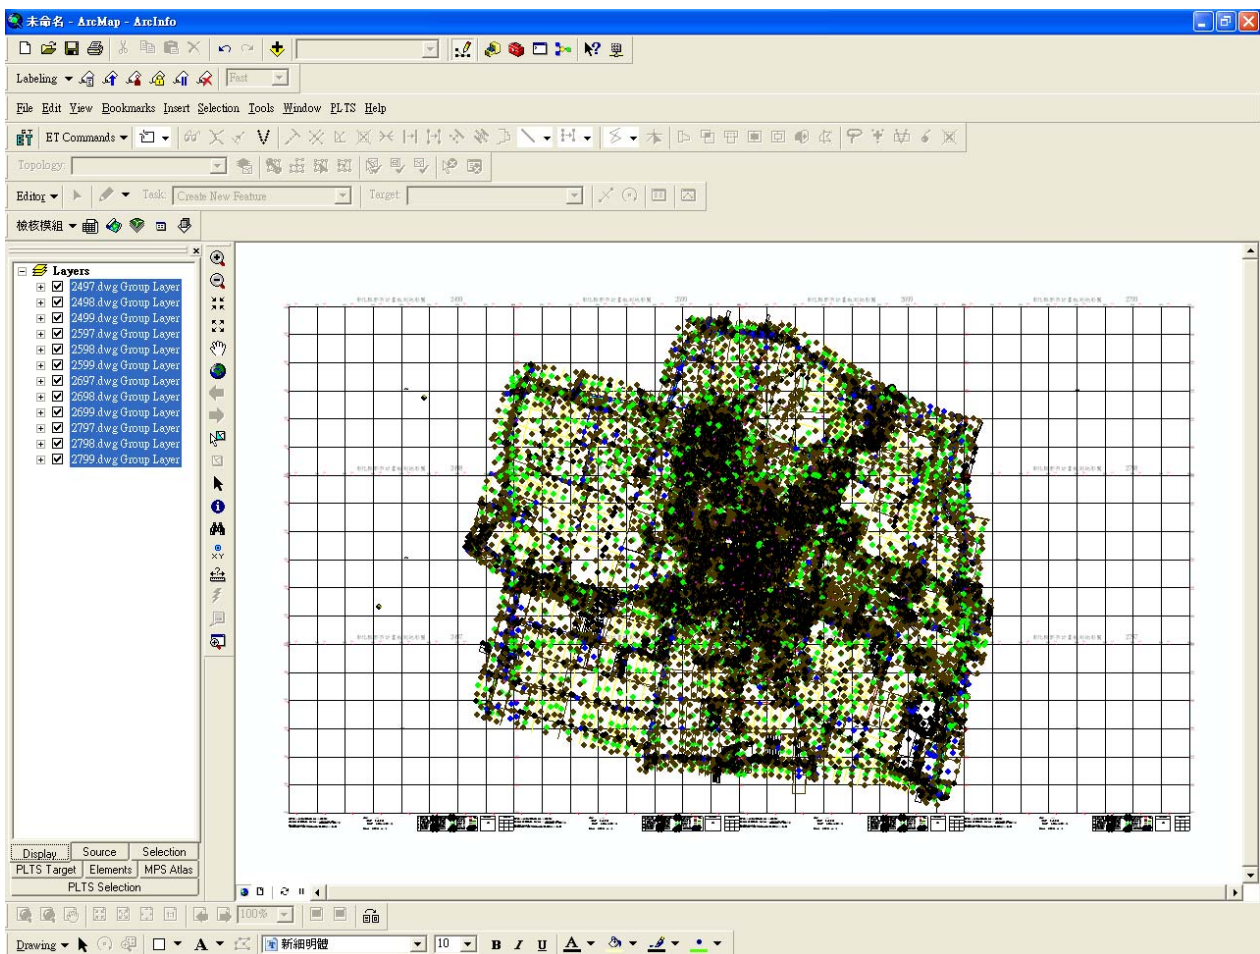 未命名 - ArcMap - ArcInfo
Labeling Fast
File Edit View Bookmarks Insert Selection Tools Window PLTS Help
ET Commands
Topology:
Editor Task: Create New Feature Target:
檢核模組
Layers
2497.dwg Group Layer
2498.dwg Group Layer
2499.dwg Group Layer
2597.dwg Group Layer
2598.dwg Group Layer
2599.dwg Group Layer
2697.dwg Group Layer
2698.dwg Group Layer
2699.dwg Group Layer
2797.dwg Group Layer
2798.dwg Group Layer
2799.dwg Group Layer
XY
Display Source Selection
PLTS Target Elements MPS Atlas
PLTS Selection
100%
Drawing A 新細明體 10 B I U A